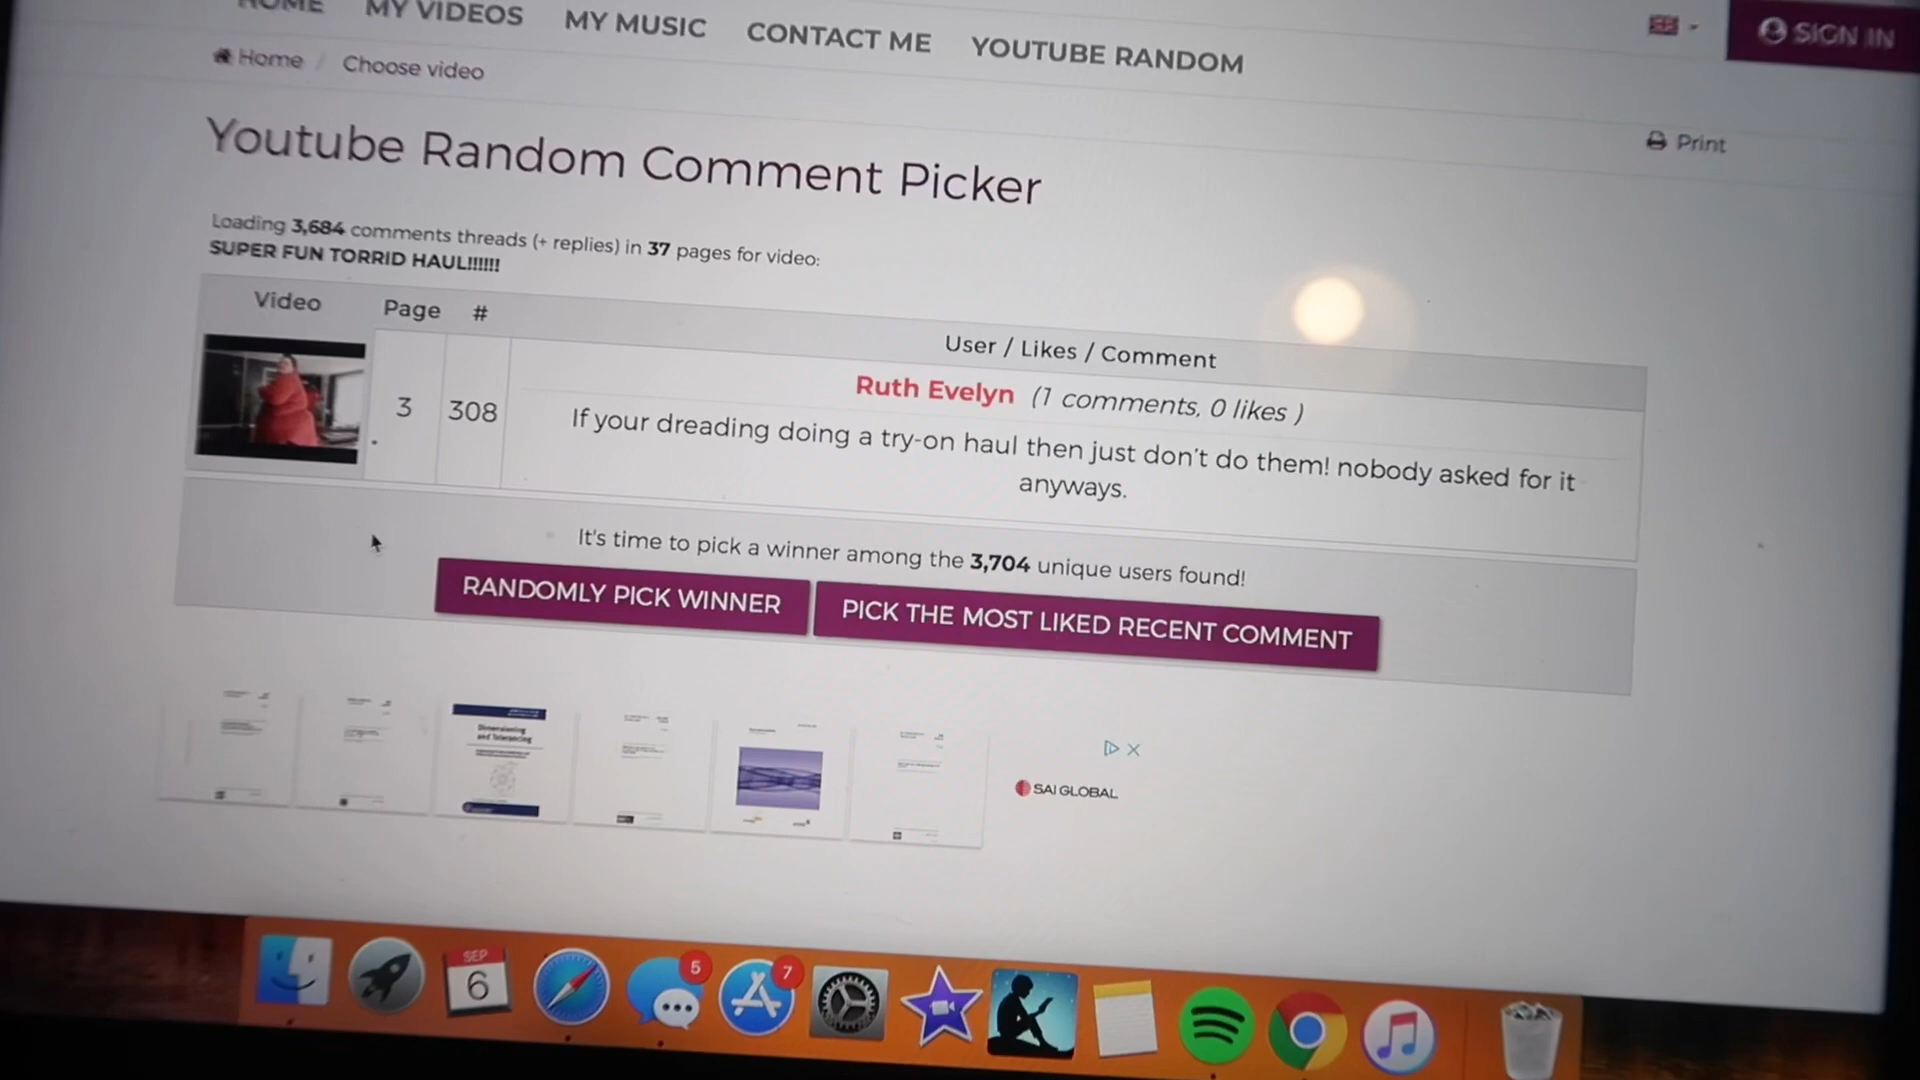 HOME MY VIDEOS MY MUSIC CONTACT ME YOUTUBE RANDOM
SIGN IN
Home / Choose video
Print
Youtube Random Comment Picker
Loading 3,684 comments threads (+ replies) in 37 pages for video:
SUPER FUN TORRID HAUL!!!!!!
Video Page # User / Likes / Comment
3 308 Ruth Evelyn (1 comments, 0 likes )
If your dreading doing a try-on haul then just don't do them! nobody asked for it
anyways.
It's time to pick a winner among the 3,704 unique users found!
RANDOMLY PICK WINNER PICK THE MOST LIKED RECENT COMMENT
Dimensioning
and Tolerancing
SAI GLOBAL
SEP
6
5
7